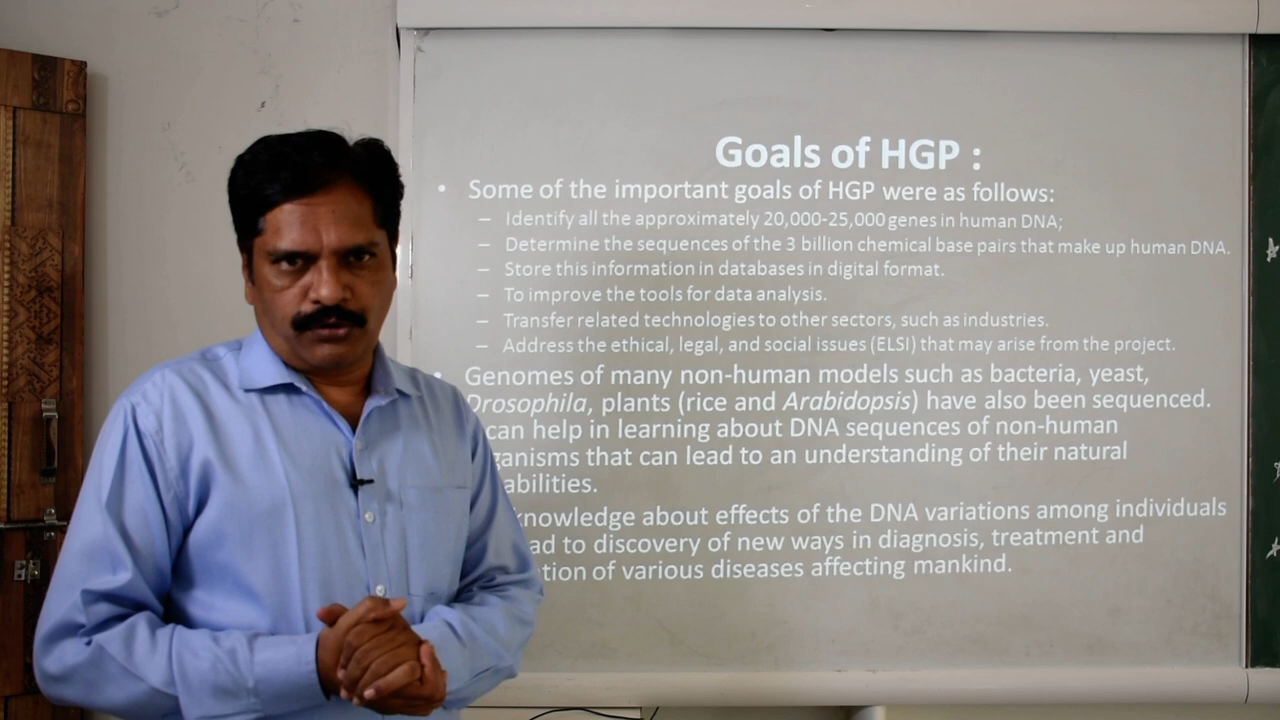 Goals of HGP :
• Some of the important goals of HGP were as follows:
– Identify all the approximately 20,000-25,000 genes in human DNA;
– Determine the sequences of the 3 billion chemical base pairs that make up human DNA.
– Store this information in databases in digital format.
– To improve the tools for data analysis.
– Transfer related technologies to other sectors, such as industries.
– Address the ethical, legal, and social issues (ELSI) that may arise from the project.
• Genomes of many non-human models such as bacteria, yeast,
Drosophila, plants (rice and Arabidopsis) have also been sequenced.
can help in learning about DNA sequences of non-human
that can lead to an understanding of their natural
knowledge about effects of the DNA variations among individuals
to discovery of new ways in diagnosis, treatment and
of various diseases affecting mankind.